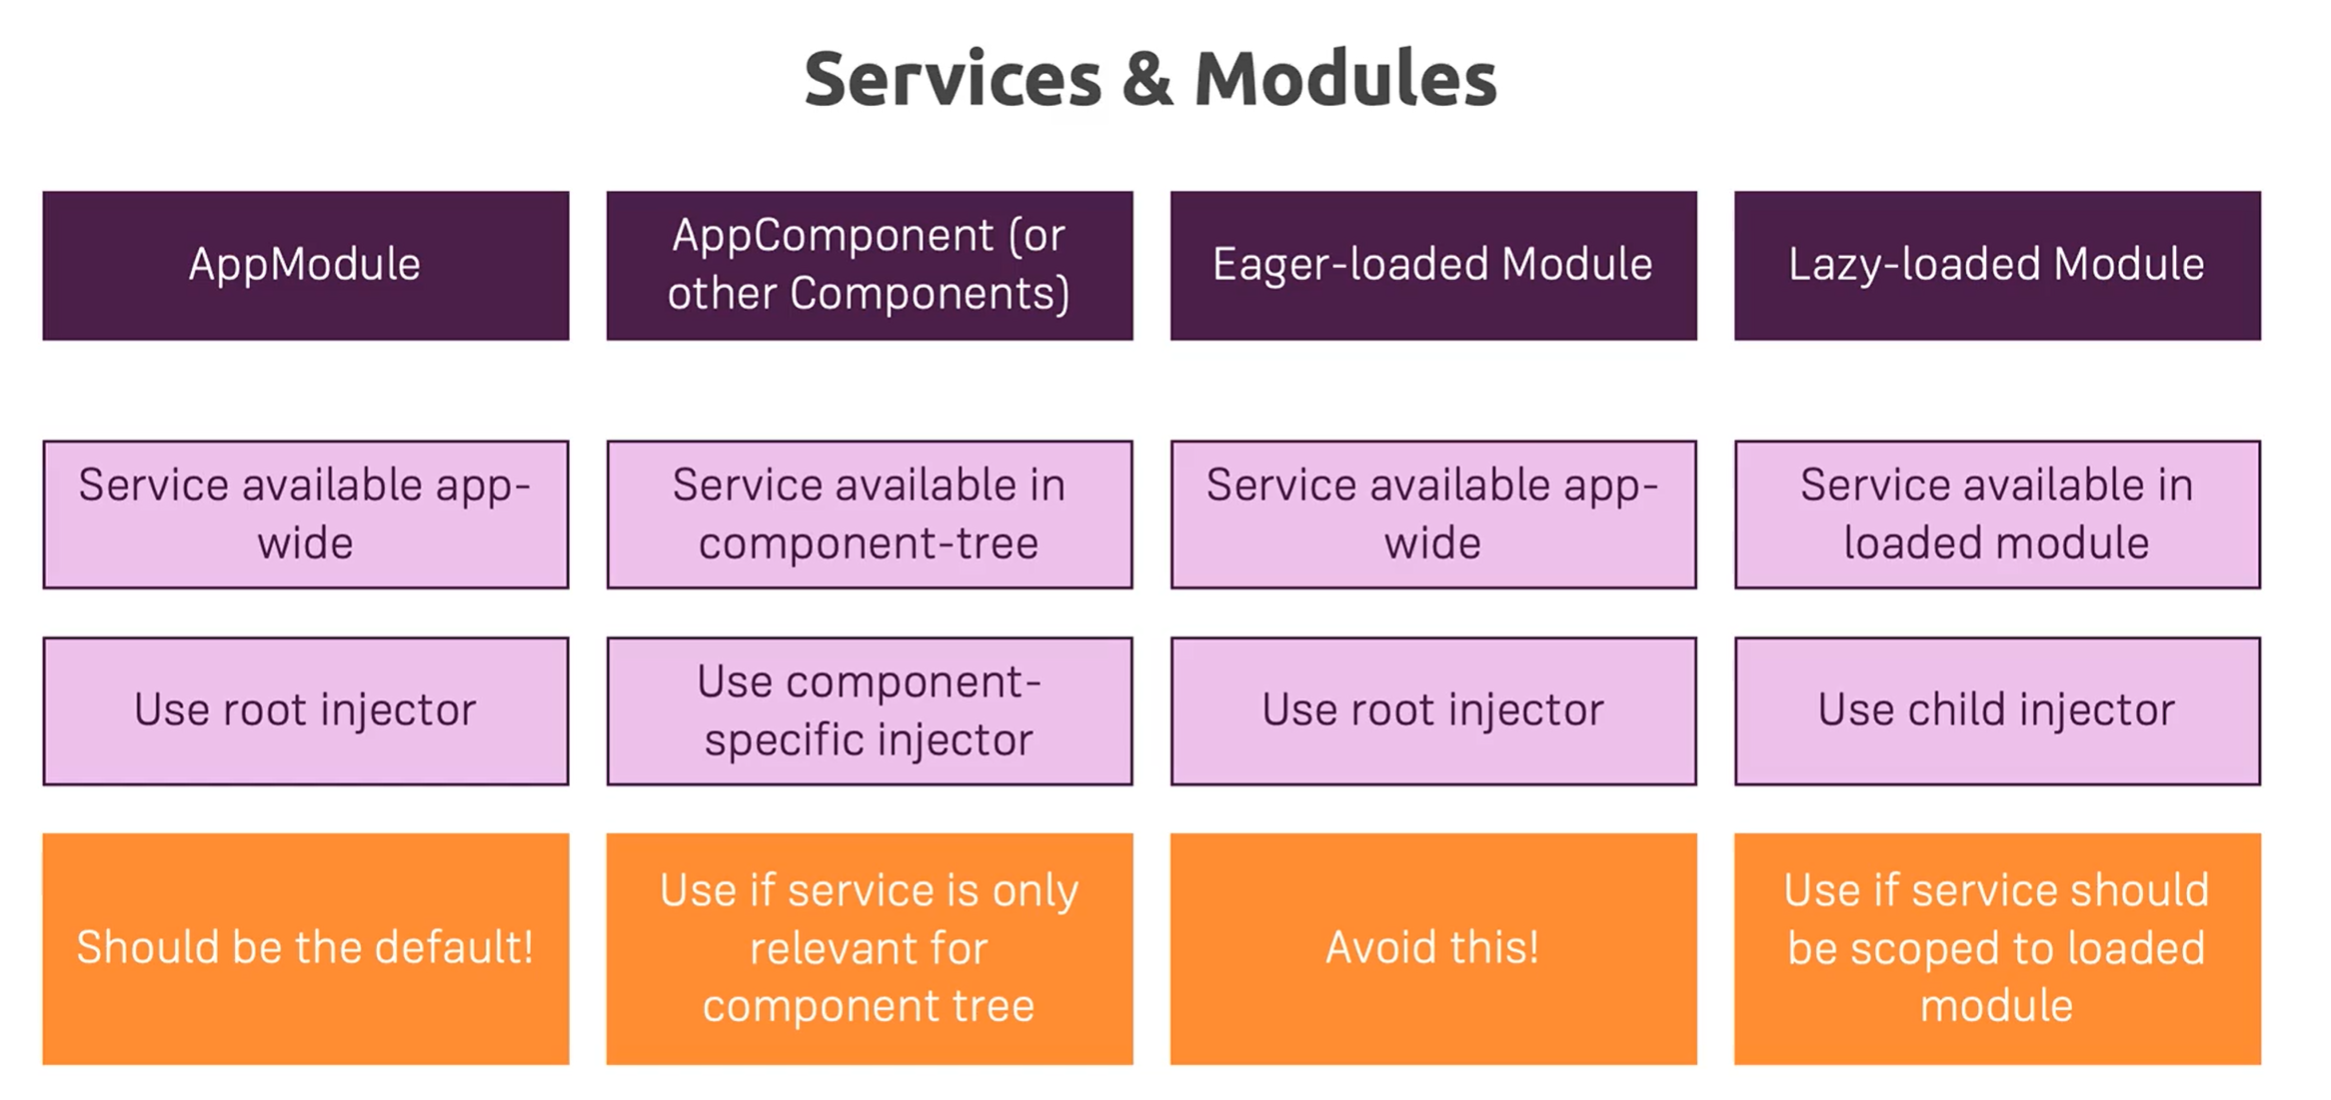 Services & Modules
AppModule
AppComponent (or
other Components)
Eager-loaded Module
Lazy-loaded Module
Service available app-
wide
Service available in
component-tree
Service available app-
wide
Service available in
loaded module
Use root injector
Use component-
specific injector
Use root injector
Use child injector
Should be the default!
Use if service is only
relevant for
component tree
Avoid this!
Use if service should
be scoped to loaded
module